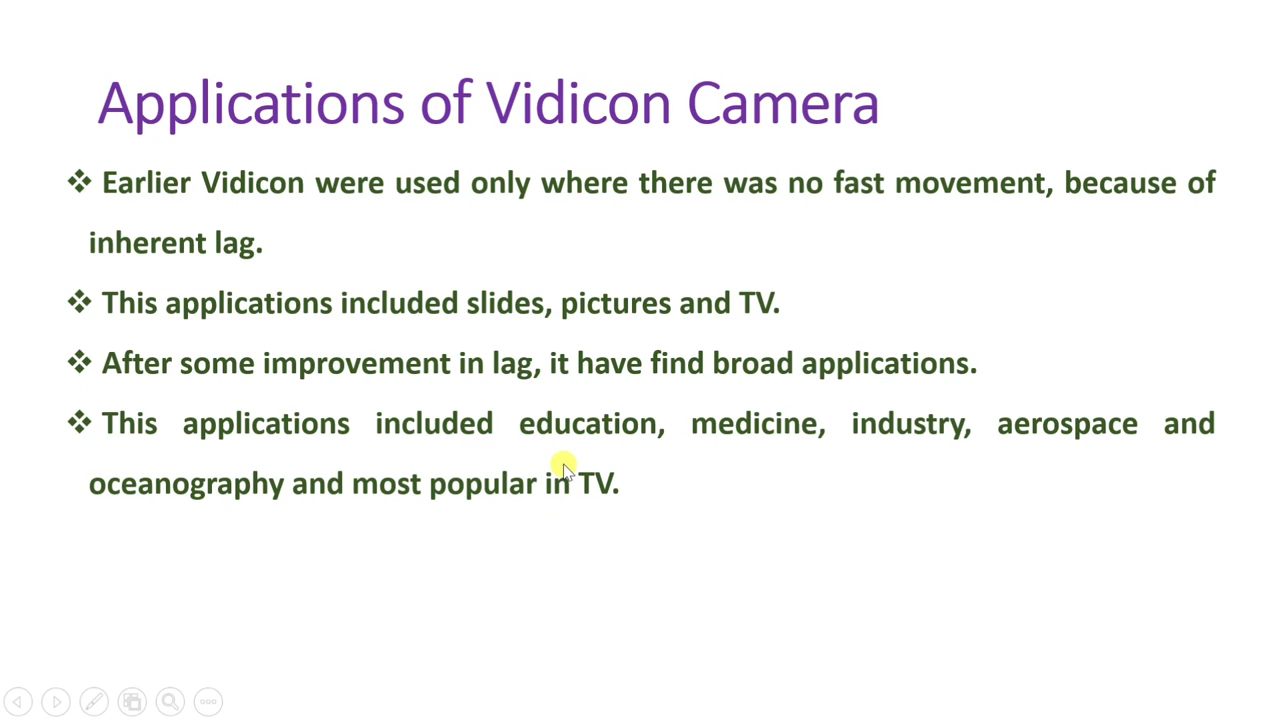 Applications of Vidicon Camera
❖ Earlier Vidicon were used only where there was no fast movement, because of
inherent lag.
❖ This applications included slides, pictures and TV.
❖ After some improvement in lag, it have find broad applications.
❖ This applications included education, medicine, industry, aerospace and
oceanography and most popular in TV.